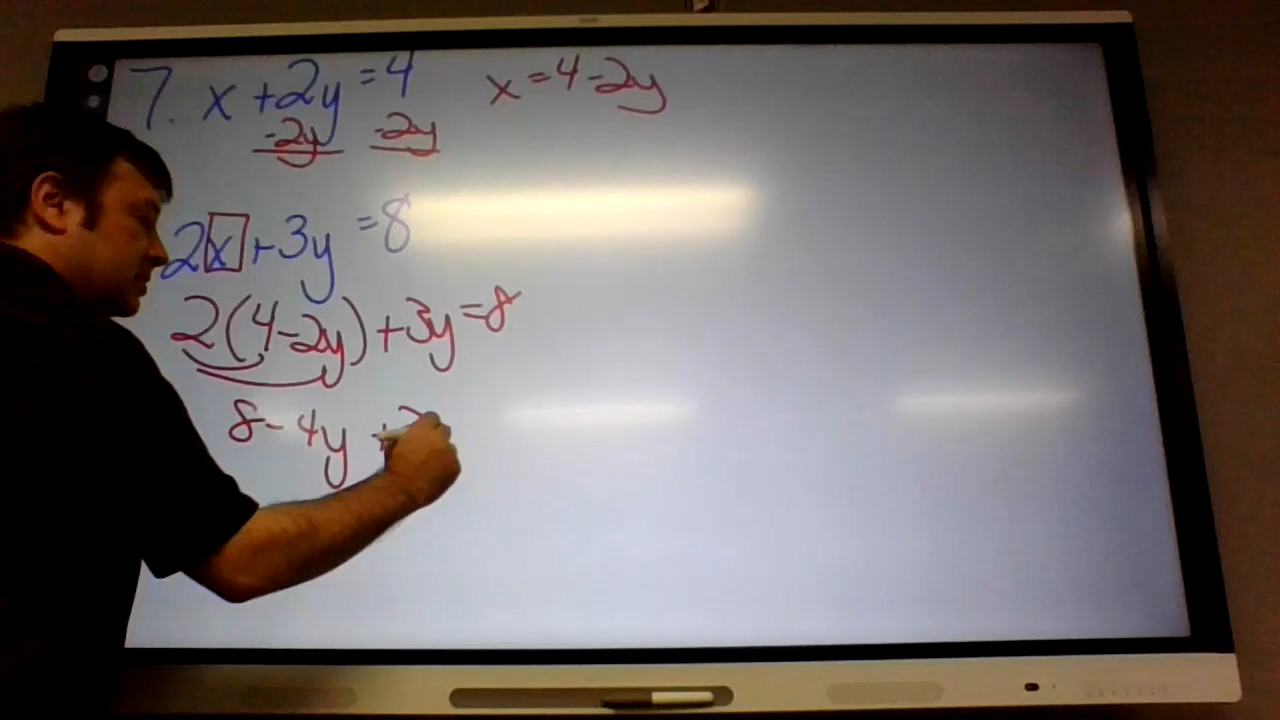 7. x + 2y = 4 x = 4 - 2y
-2y -2y
2x + 3y = 8
2(4 - 2y) + 3y = 8
8 - 4y +